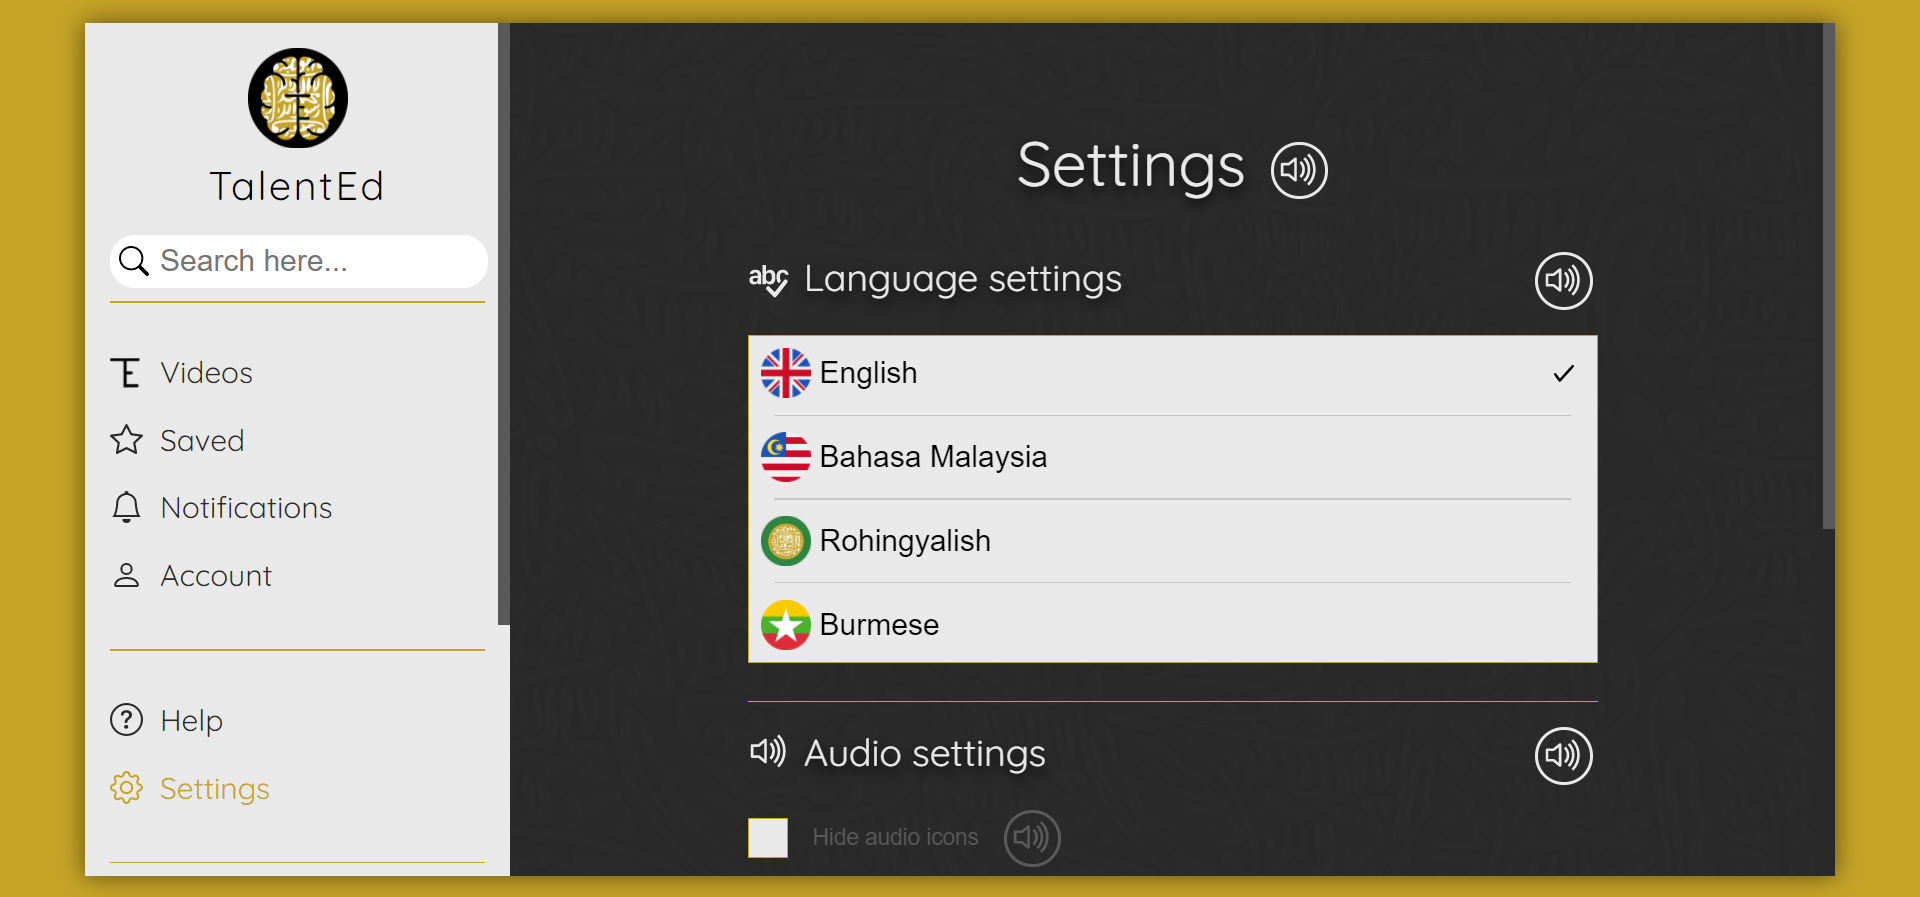 TalentEd
Search here...
Videos
Saved
Notifications
Account
Help
Settings
Settings
abc Language settings
English
Bahasa Malaysia
Rohingyalish
Burmese
Audio settings
Hide audio icons